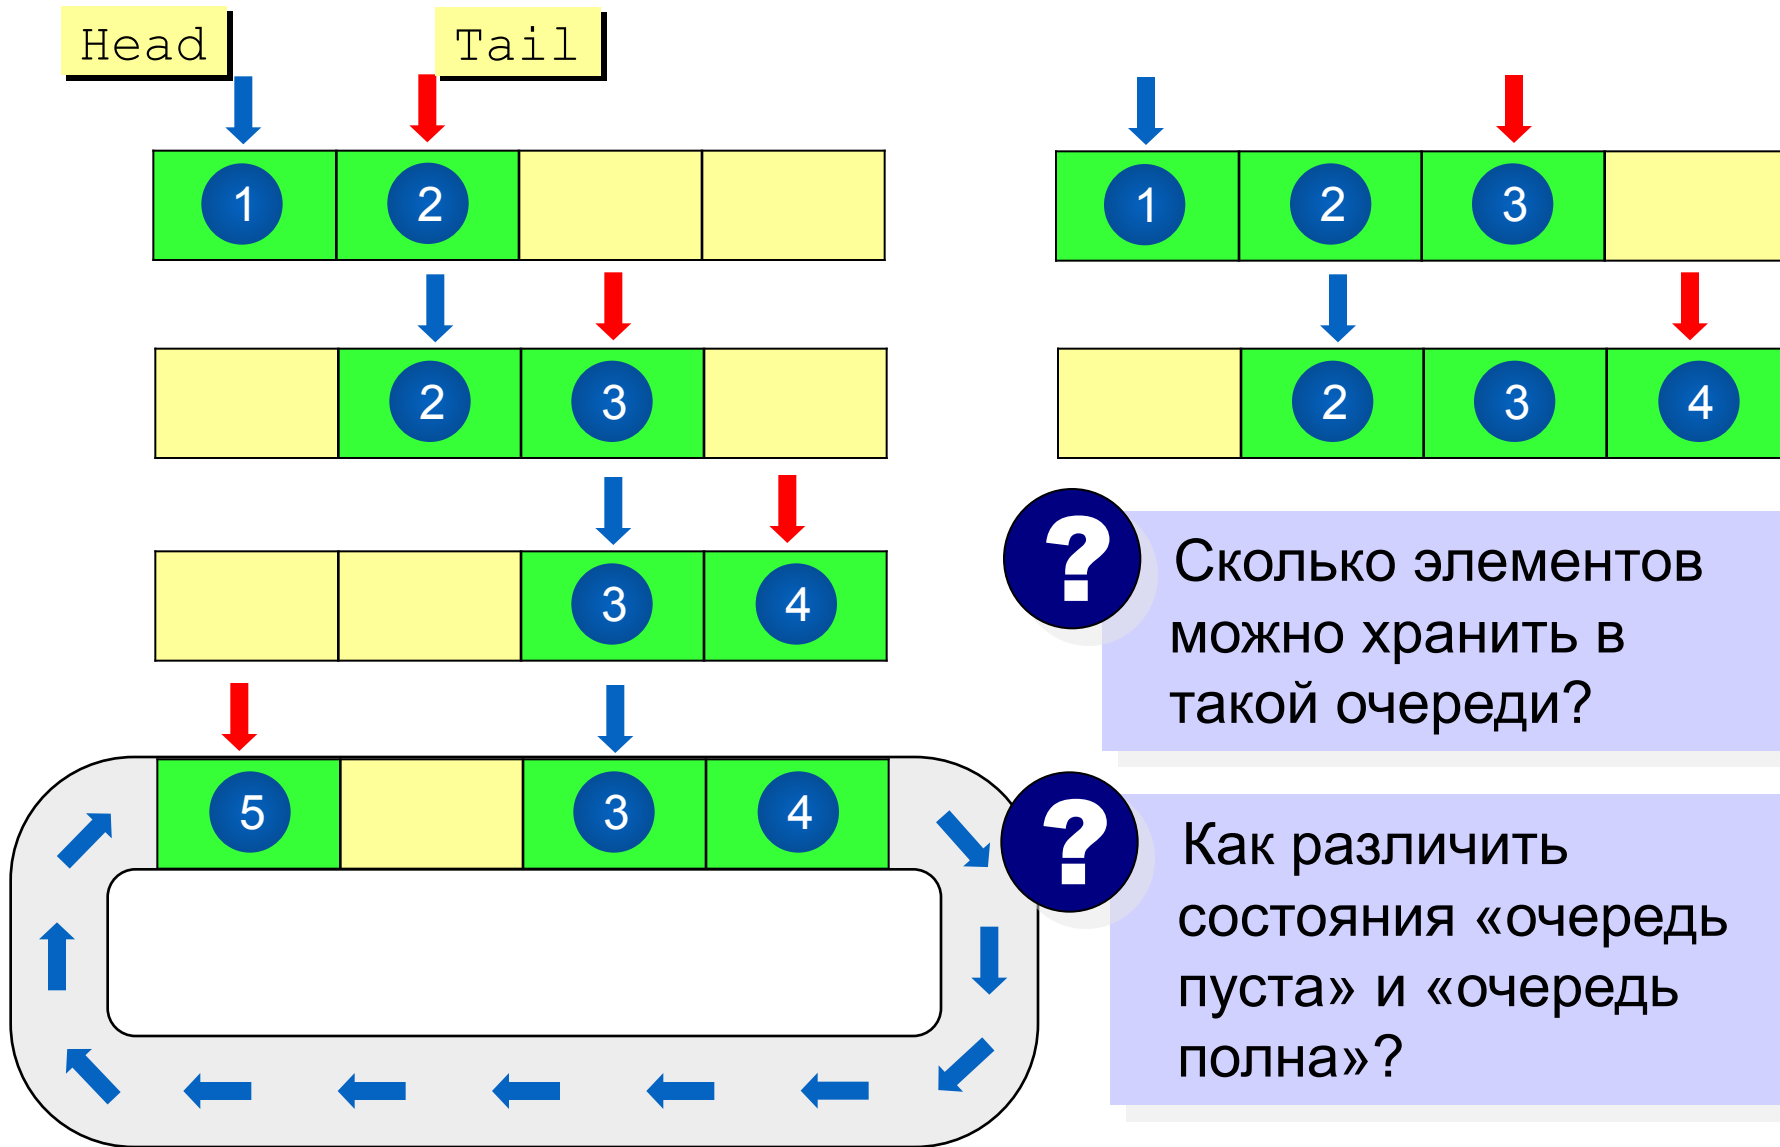 Head Tail
1 2
1 2 3
2 3
2 3 4
3 4
5 3 4
? Сколько элементов
можно хранить в
такой очереди?
? Как различить
состояния «очередь
пуста» и «очередь
полна»?